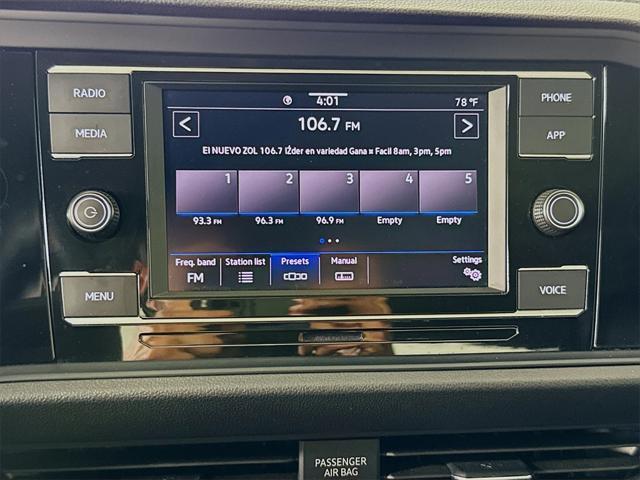 RADIO
MEDIA
MENU
4:01
78 °F
<
106.7 FM
>
El NUEVO ZOL 106.7 lŹder en variedad Gana ¤ Facil 8am, 3pm, 5pm
1 2 3 4 5
93.3 FM 96.3 FM 96.9 FM Empty Empty
Freq. band Station list Presets Manual Settings
FM
PHONE
APP
VOICE
PASSENGER
AIR BAG